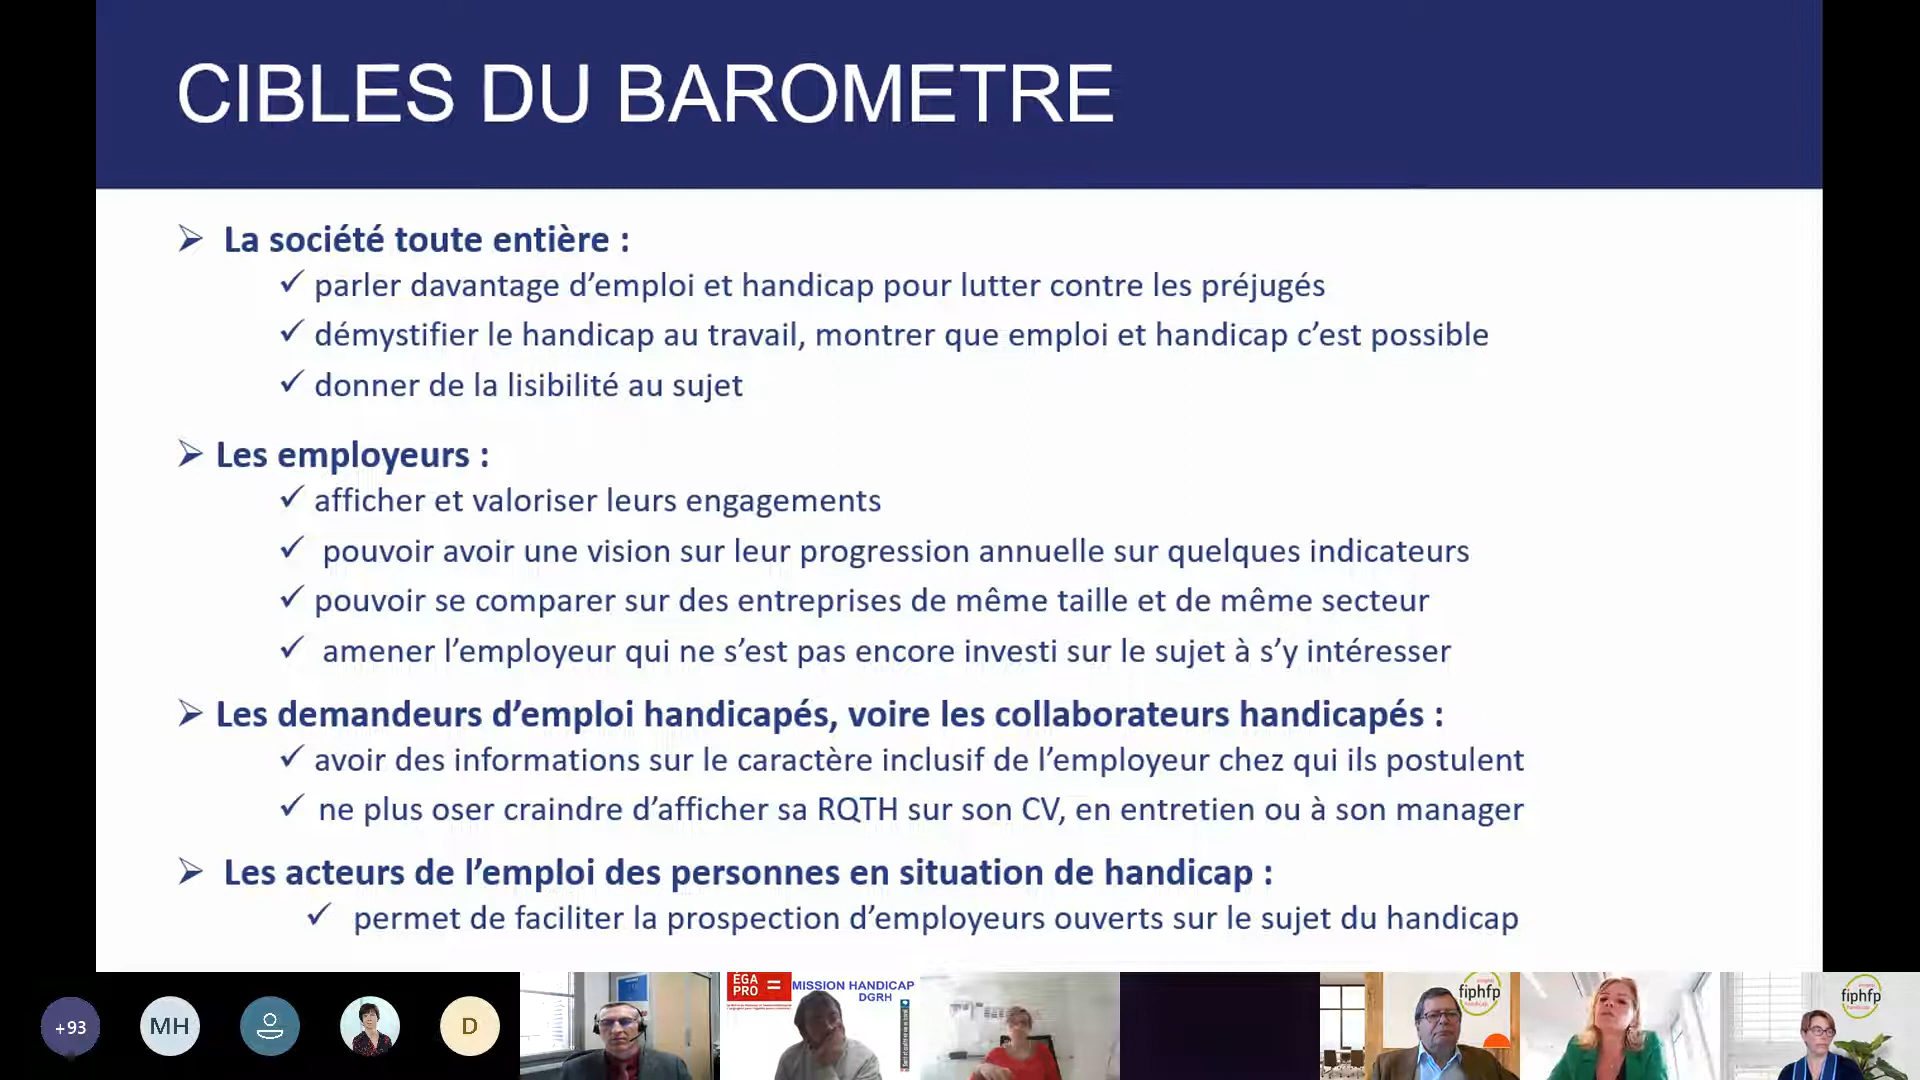 CIBLES DU BAROMETRE
➢ La société toute entière :
✓ parler davantage d’emploi et handicap pour lutter contre les préjugés
✓ démystifier le handicap au travail, montrer que emploi et handicap c’est possible
✓ donner de la lisibilité au sujet
➢ Les employeurs :
✓ afficher et valoriser leurs engagements
✓ pouvoir avoir une vision sur leur progression annuelle sur quelques indicateurs
✓ pouvoir se comparer sur des entreprises de même taille et de même secteur
✓ amener l’employeur qui ne s’est pas encore investi sur le sujet à s’y intéresser
➢ Les demandeurs d’emploi handicapés, voire les collaborateurs handicapés :
✓ avoir des informations sur le caractère inclusif de l’employeur chez qui ils postulent
✓ ne plus oser craindre d’afficher sa RQTH sur son CV, en entretien ou à son manager
➢ Les acteurs de l’emploi des personnes en situation de handicap :
✓ permet de faciliter la prospection d’employeurs ouverts sur le sujet du handicap
+93
MH
D
ÉGA
PRO =
MISSION HANDICAP
DGRH
fiphfp
fiphfp